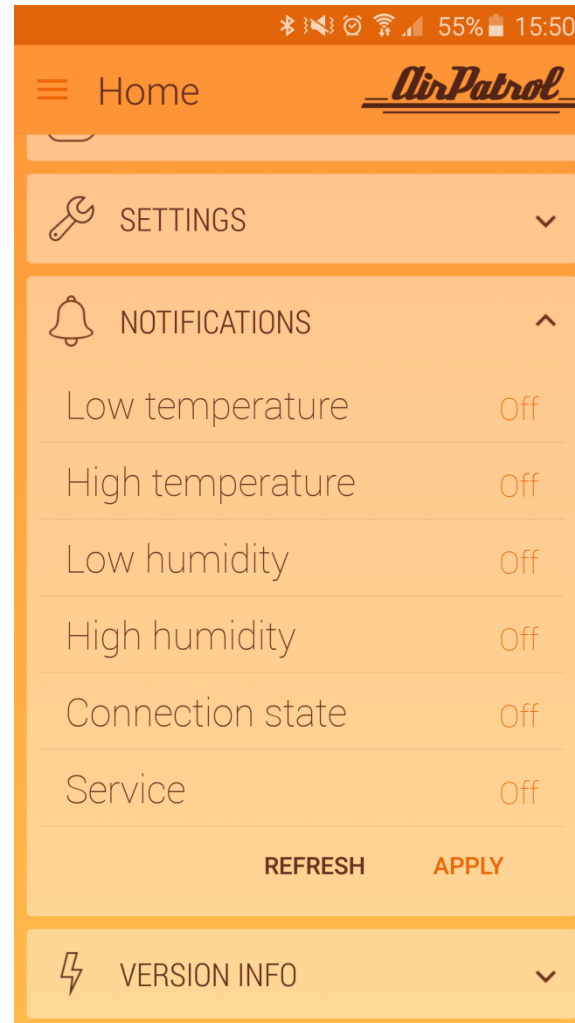 55% 15:50
Home AirPatrol
SETTINGS
NOTIFICATIONS
Low temperature Off
High temperature Off
Low humidity Off
High humidity Off
Connection state Off
Service Off
REFRESH APPLY
VERSION INFO